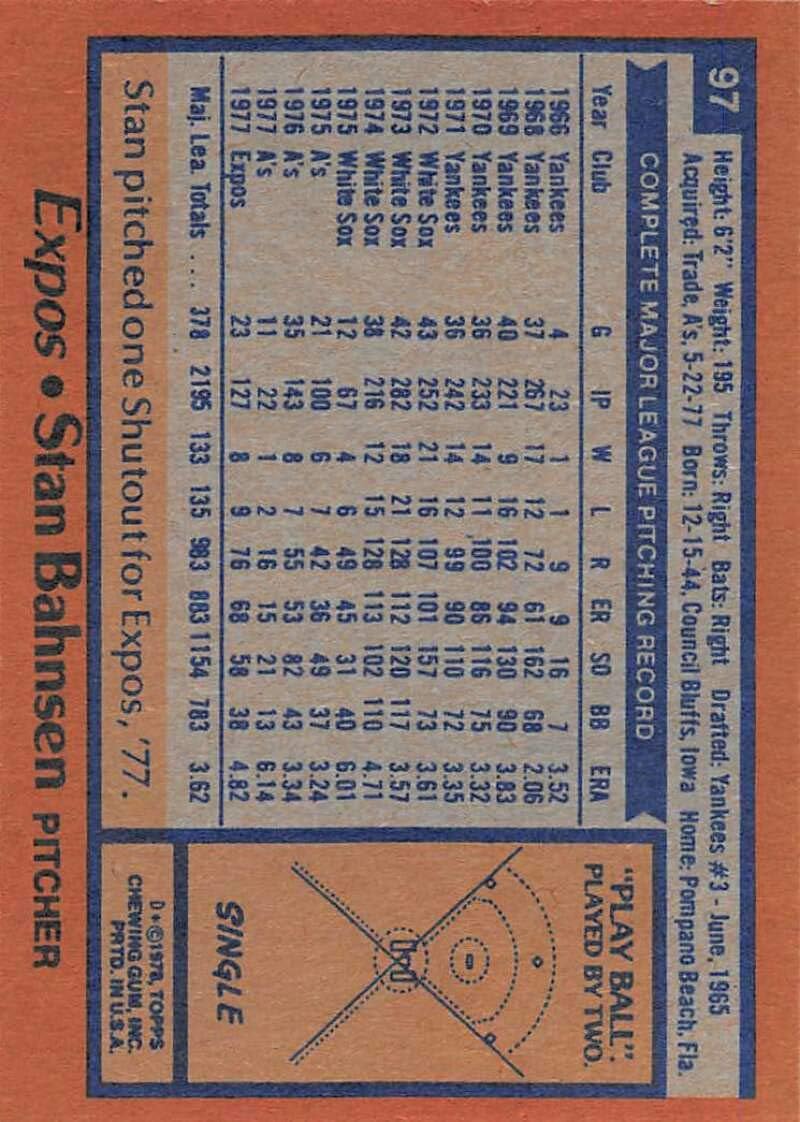 97
Height: 6'2" Weight: 195 Throws: Right Bats: Right Drafted: Yankees #3 - June, 1965
Acquired: Trade, A's, 5-22-77 Born: 12-15-44, Council Bluffs, Iowa Home: Pompano Beach, Fla.
COMPLETE MAJOR LEAGUE PITCHING RECORD
Year Club G IP W L R ER SO BB ERA
1966 Yankees 4 23 1 1 9 9 16 7 3.52
1968 Yankees 37 267 17 12 72 61 162 68 2.06
1969 Yankees 40 221 9 16 102 94 130 90 3.83
1970 Yankees 36 233 14 11 100 86 116 75 3.32
1971 Yankees 36 242 14 12 99 90 110 72 3.35
1972 White Sox 43 252 21 16 107 101 157 73 3.61
1973 White Sox 42 282 18 21 128 112 120 117 3.57
1974 White Sox 38 216 12 15 128 113 102 110 4.71
1975 White Sox 12 67 4 6 49 45 31 40 6.01
1975 A's 21 100 6 7 42 36 49 37 3.24
1976 A's 35 143 8 7 55 53 82 43 3.34
1977 A's 11 22 1 2 16 15 21 13 6.14
1977 Expos 23 127 8 9 76 68 58 38 4.82
Maj. Lea. Totals ... 378 2195 133 135 983 883 1154 783 3.62
Stan pitched one Shutout for Expos, '77.
"PLAY BALL":
PLAYED BY TWO.
SINGLE
D*©1978, TOPPS
CHEWING GUM, INC.
PRTD. IN U.S.A.
Expos • Stan Bahnsen PITCHER